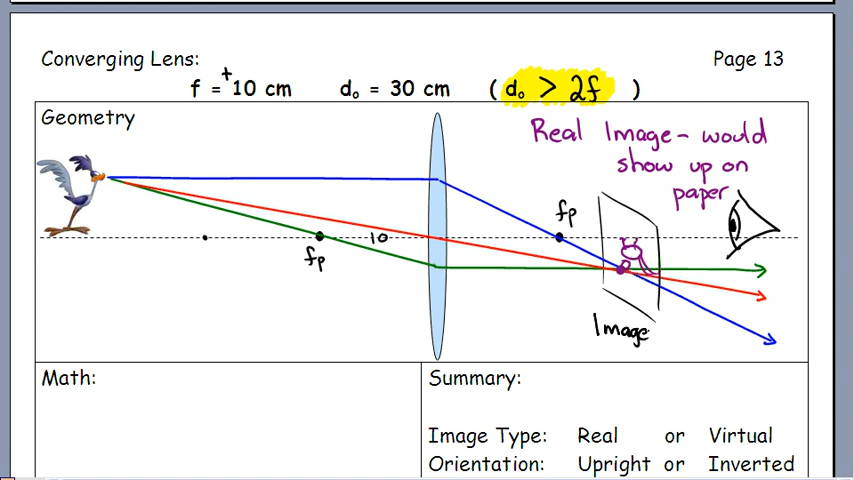 Converging Lens: Page 13
f = +10 cm dₒ = 30 cm ( dₒ > 2f )
Geometry
Real Image - would
show up on
paper
fp
10
fp
Image
Math:
Summary:
Image Type: Real or Virtual
Orientation: Upright or Inverted